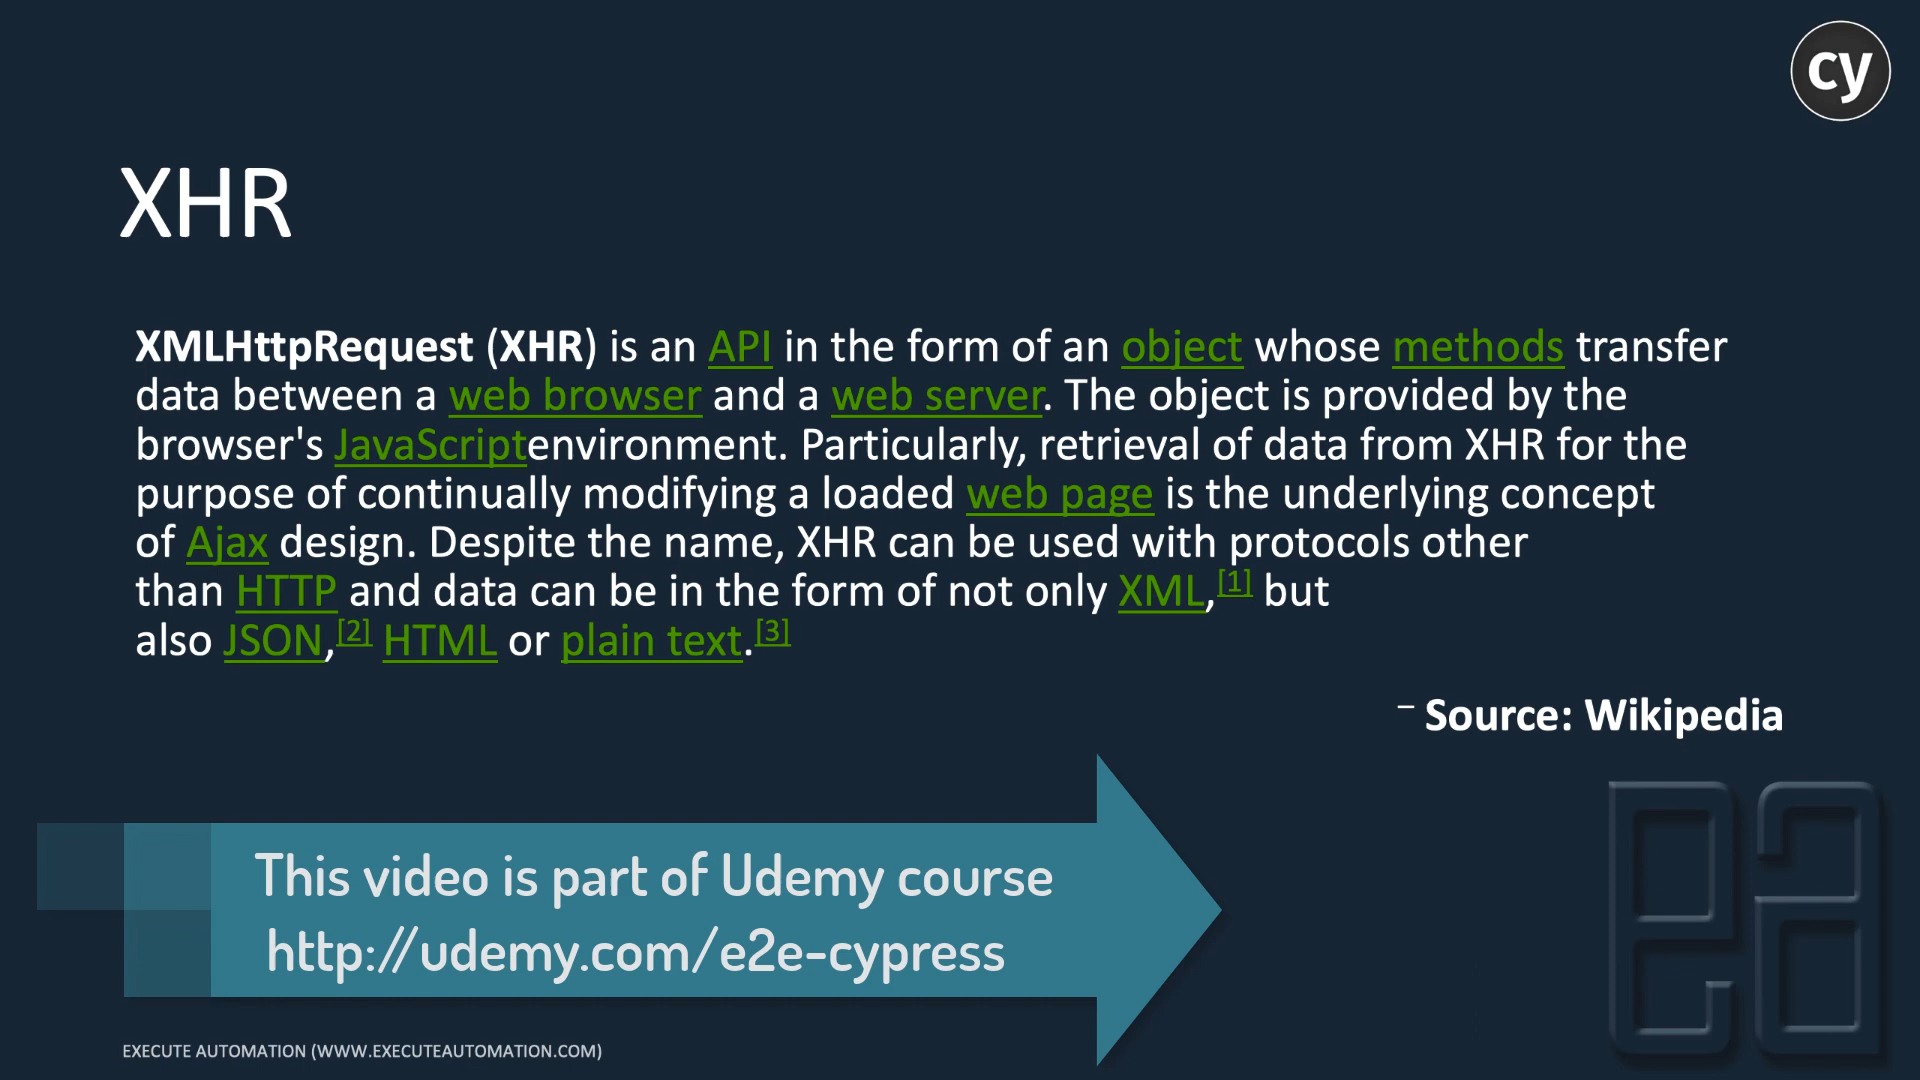 cy
XHR
XMLHttpRequest (XHR) is an API in the form of an object whose methods transfer
data between a web browser and a web server. The object is provided by the
browser's JavaScriptenvironment. Particularly, retrieval of data from XHR for the
purpose of continually modifying a loaded web page is the underlying concept
of Ajax design. Despite the name, XHR can be used with protocols other
than HTTP and data can be in the form of not only XML,[1] but
also JSON,[2] HTML or plain text.[3]
– Source: Wikipedia
This video is part of Udemy course
http://udemy.com/e2e-cypress
ea
EXECUTE AUTOMATION (WWW.EXECUTEAUTOMATION.COM)